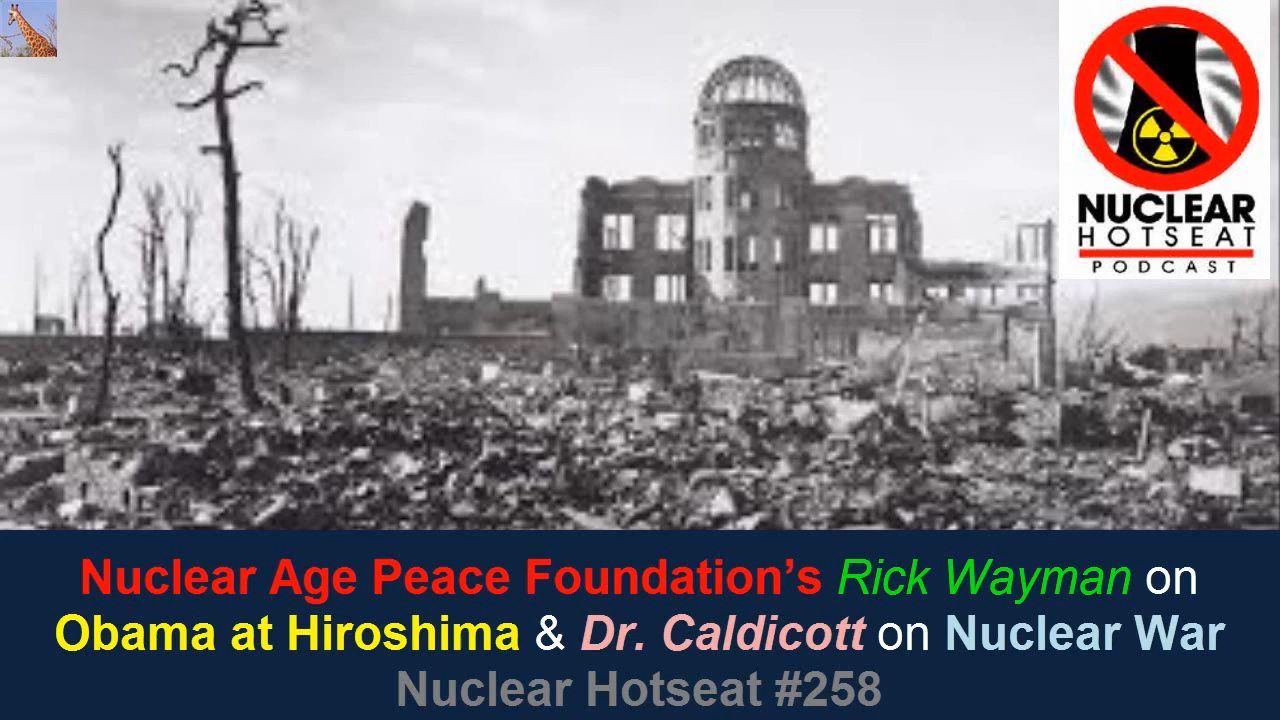 NUCLEAR
HOTSEAT
PODCAST
Nuclear Age Peace Foundation’s Rick Wayman on
Obama at Hiroshima & Dr. Caldicott on Nuclear War
Nuclear Hotseat #258